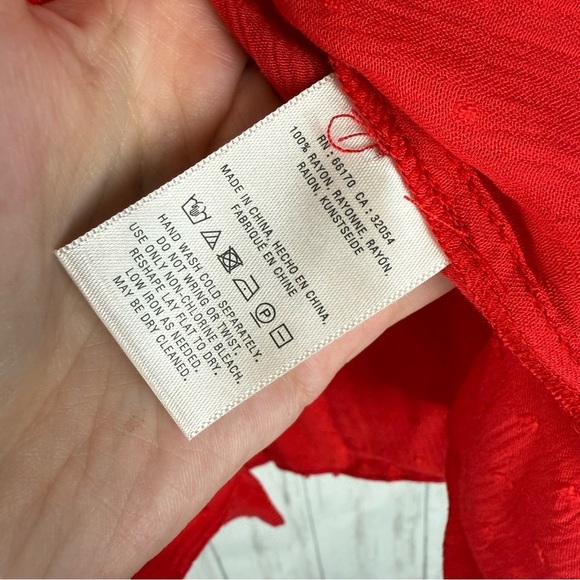 RN : 66170 CA : 32054
100% RAYON, RAYONNE, RAYÓN,
RAION, KUNSTSEIDE
MADE IN CHINA, HECHO EN CHINA,
FABRIQUÉ EN CHINE
HAND WASH COLD SEPARATELY.
DO NOT WRING OR TWIST.
USE ONLY NON-CHLORINE BLEACH.
RESHAPE LAY FLAT TO DRY.
LOW IRON AS NEEDED.
MAY BE DRY CLEANED.